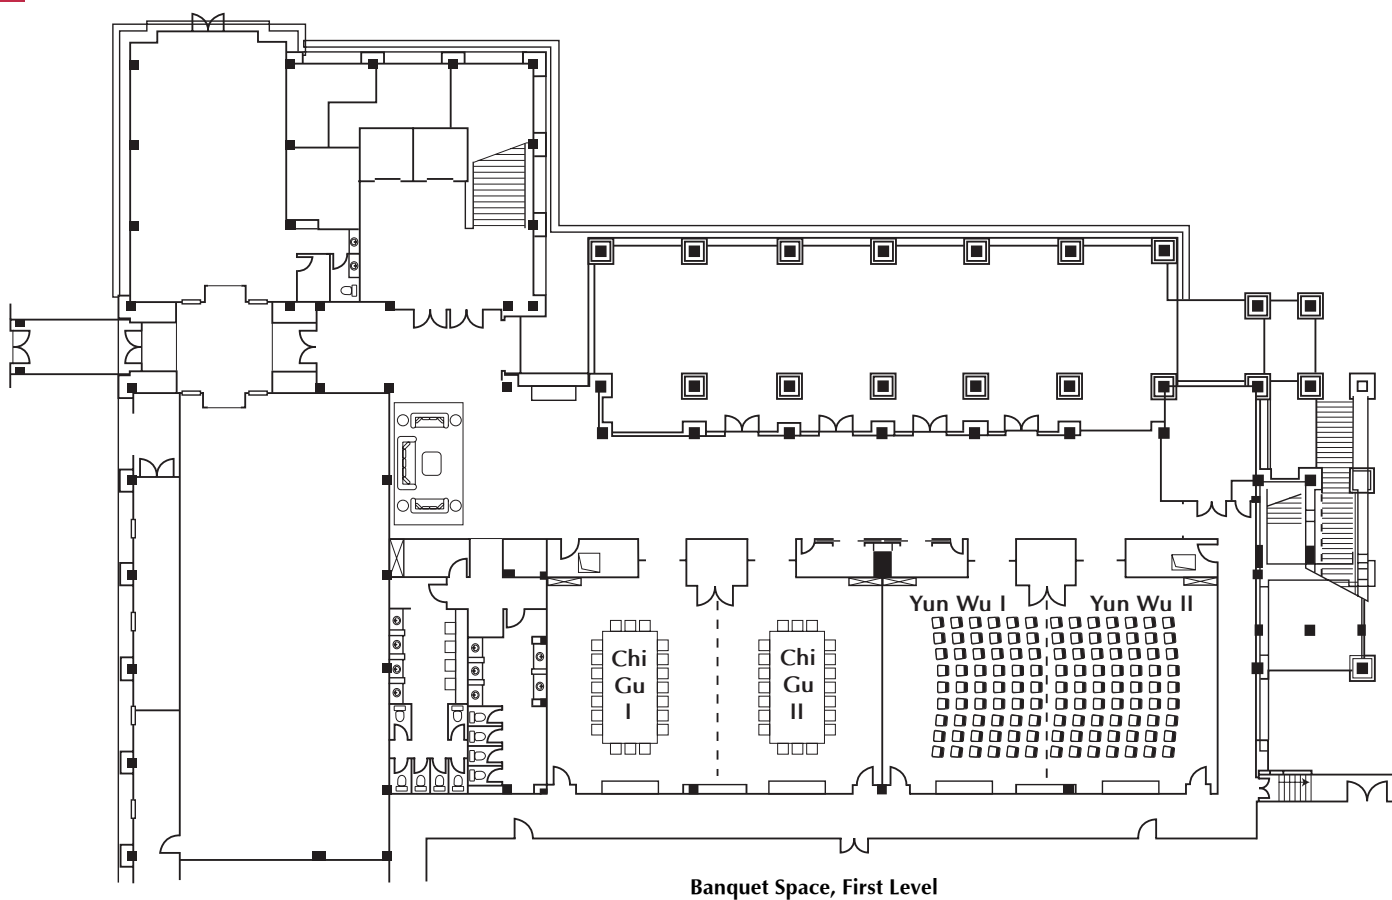 Yun Wu I
Yun Wu II
Chi
Gu
I
Chi
Gu
II
Banquet Space, First Level